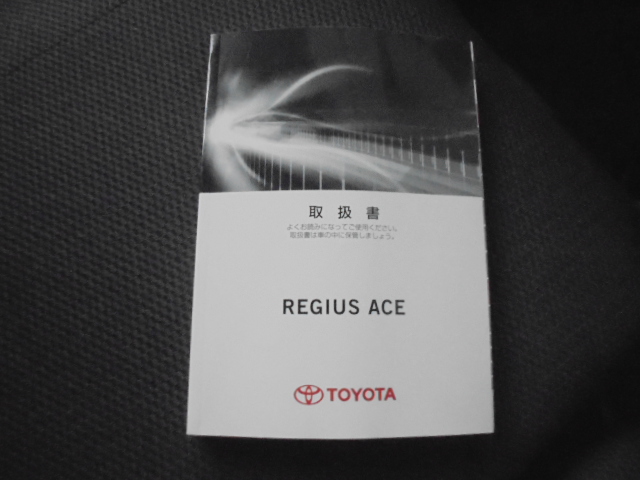 取扱書
よくお読みになってご使用ください。
取扱書は車の中に保管しましょう。
REGIUS ACE
TOYOTA